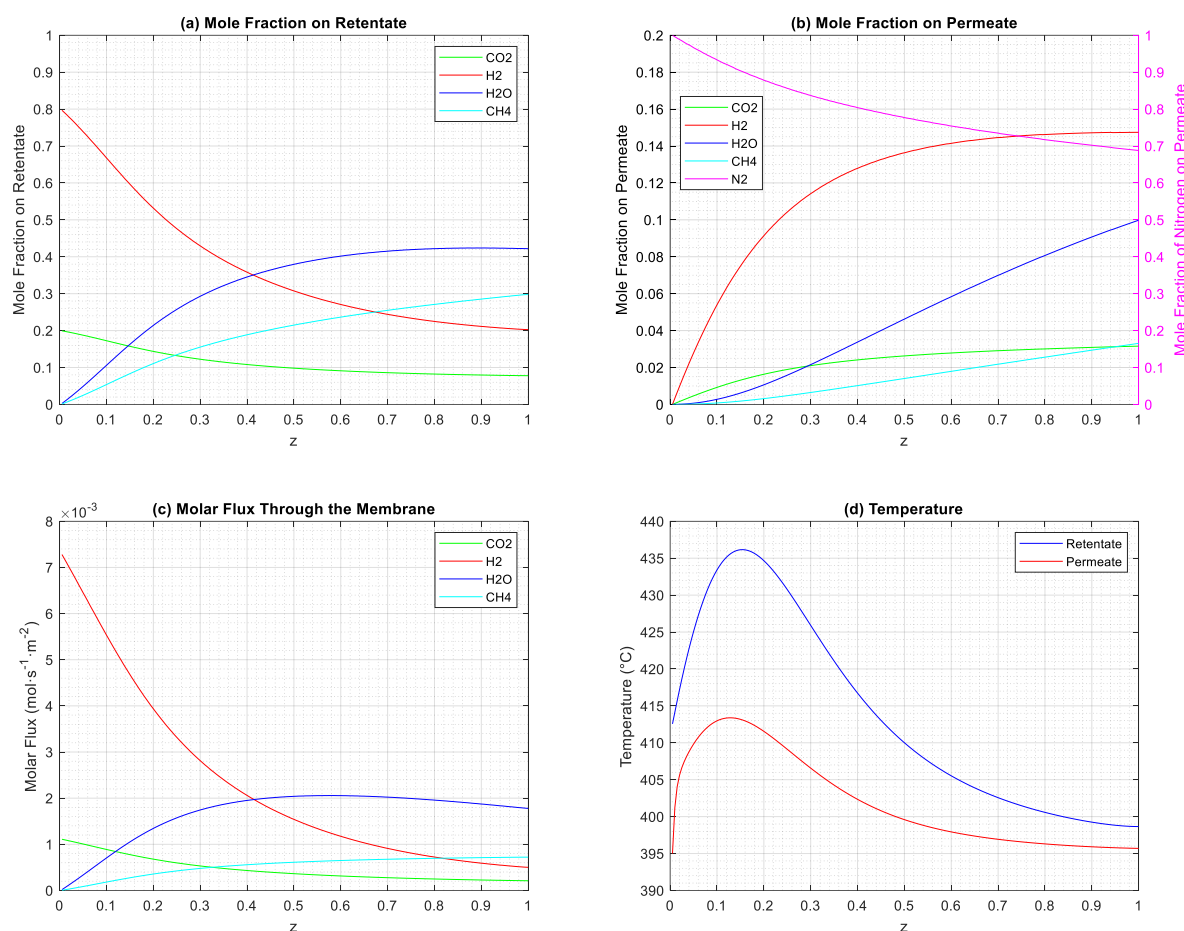 (a) Mole Fraction on Retentate
1
0.9
0.8
0.7
0.6
0.5
0.4
0.3
0.2
0.1
0
Mole Fraction on Retentate
CO2
H2
H2O
CH4
0 0.1 0.2 0.3 0.4 0.5 0.6 0.7 0.8 0.9 1
z
(b) Mole Fraction on Permeate
0.2
0.18
0.16
0.14
0.12
0.1
0.08
0.06
0.04
0.02
0
Mole Fraction on Permeate
CO2
H2
H2O
CH4
N2
1
0.9
0.8
0.7
0.6
0.5
0.4
0.3
0.2
0.1
0
Mole Fraction of Nitrogen on Permeate
0 0.1 0.2 0.3 0.4 0.5 0.6 0.7 0.8 0.9 1
z
(c) Molar Flux Through the Membrane
×10⁻³
8
7
6
5
4
3
2
1
0
Molar Flux (mol·s⁻¹·m⁻²)
CO2
H2
H2O
CH4
0 0.1 0.2 0.3 0.4 0.5 0.6 0.7 0.8 0.9 1
z
(d) Temperature
440
435
430
425
420
415
410
405
400
395
390
Temperature (°C)
Retentate
Permeate
0 0.1 0.2 0.3 0.4 0.5 0.6 0.7 0.8 0.9 1
z